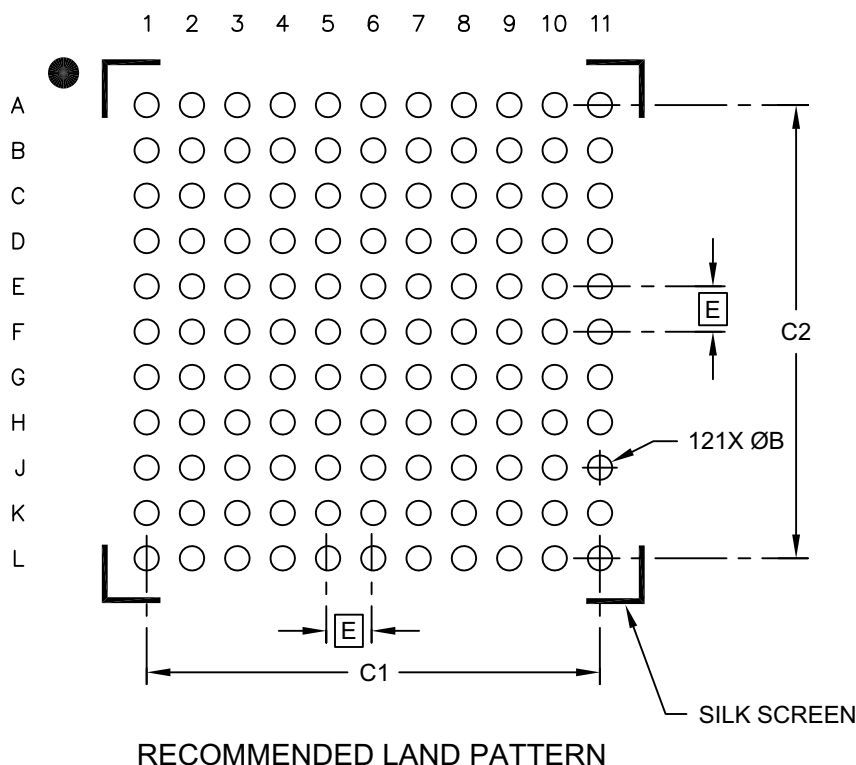 1 2 3 4 5 6 7 8 9 10 11
A
B
C
D
E
E
F
C2
G
H
121X ØB
J
K
L
E
C1
SILK SCREEN
RECOMMENDED LAND PATTERN